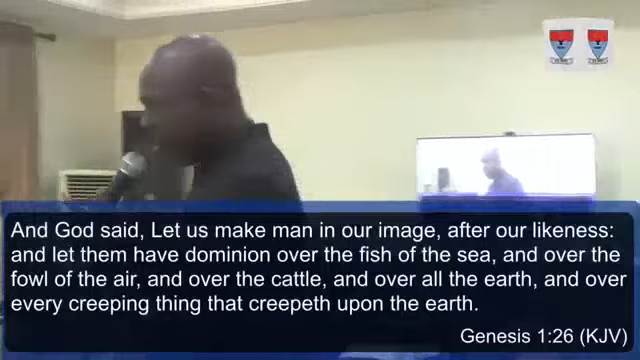 And God said, Let us make man in our image, after our likeness:
and let them have dominion over the fish of the sea, and over the
fowl of the air, and over the cattle, and over all the earth, and over
every creeping thing that creepeth upon the earth.
Genesis 1:26 (KJV)